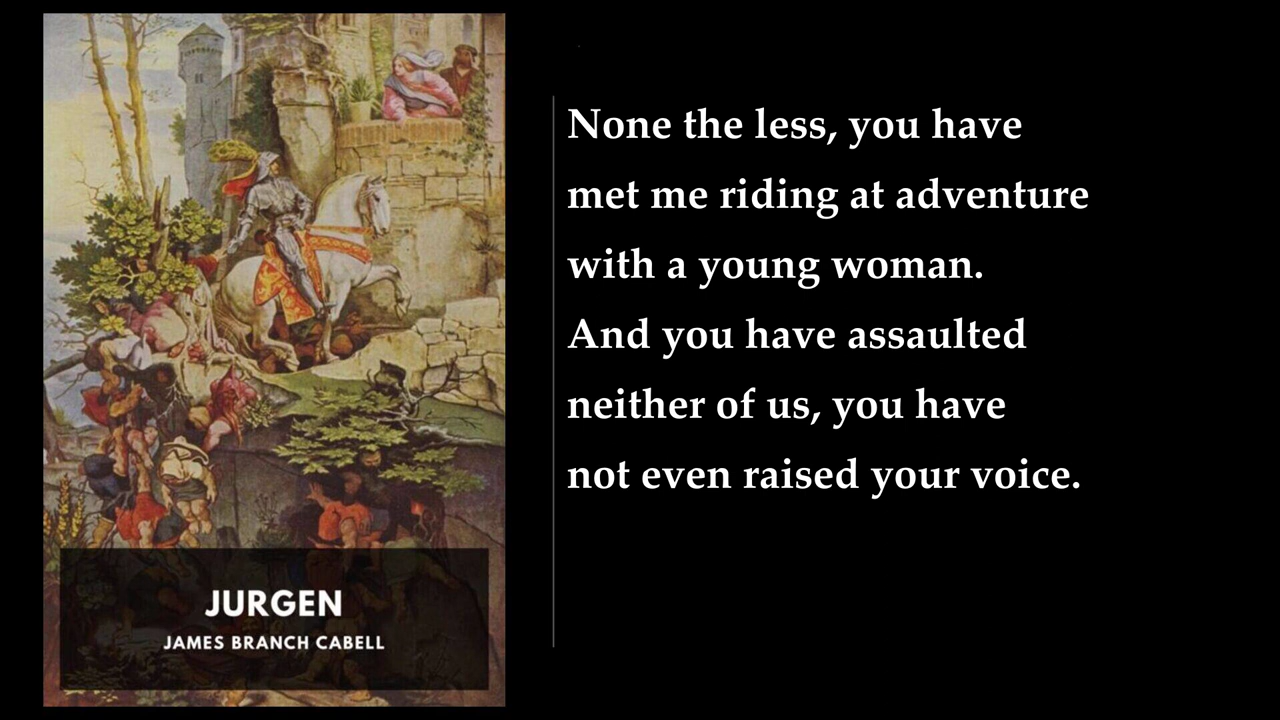 None the less, you have
met me riding at adventure
with a young woman.
And you have assaulted
neither of us, you have
not even raised your voice.
JURGEN
JAMES BRANCH CABELL